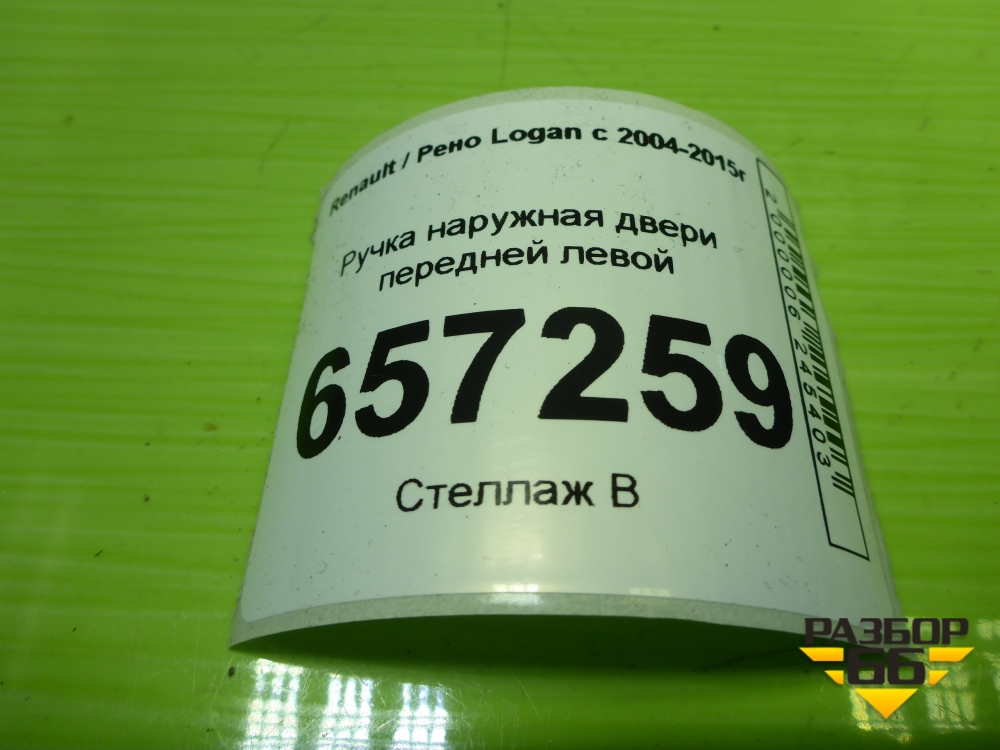 Renault / Рено Logan с 2004-2015г
Ручка наружная двери
передней левой
657259
Стеллаж В
2000006245403
РАЗБОР
66